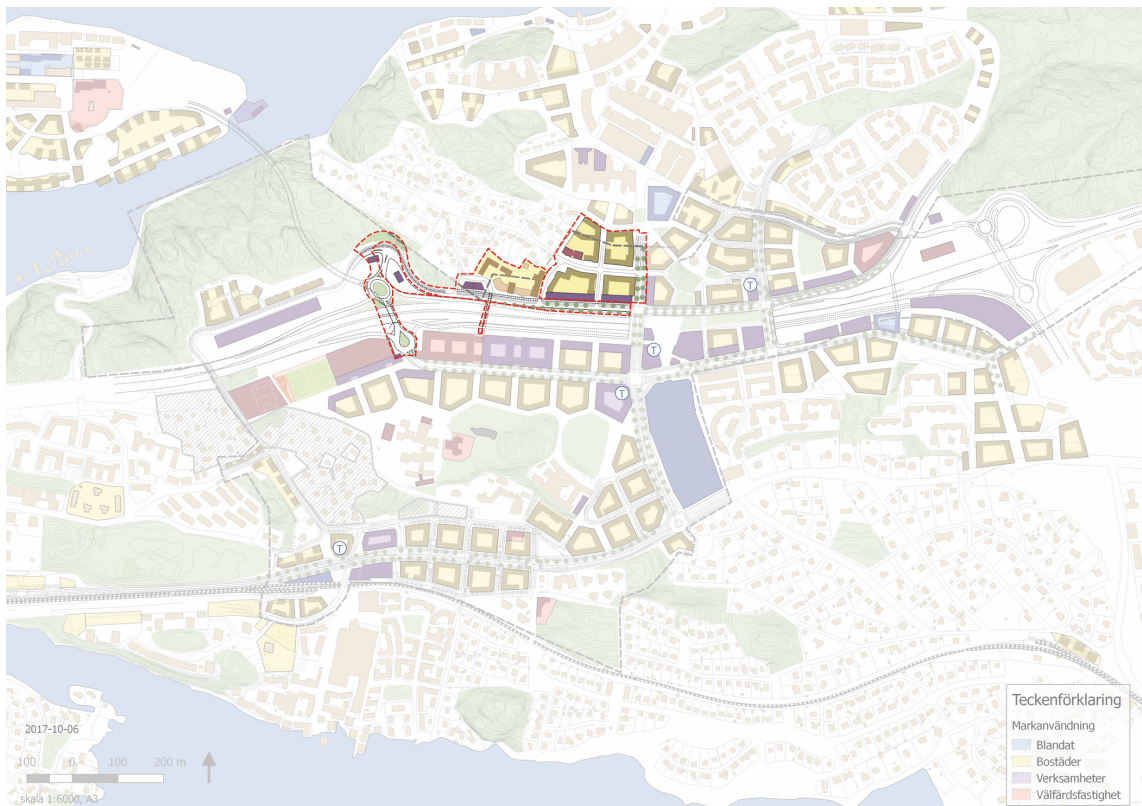 T
T
T
T
2017-10-06
100 0 100 200 m
skala 1:6000, A3
Teckenförklaring
Markanvändning
Blandat
Bostäder
Verksamheter
Välfärdsfastighet